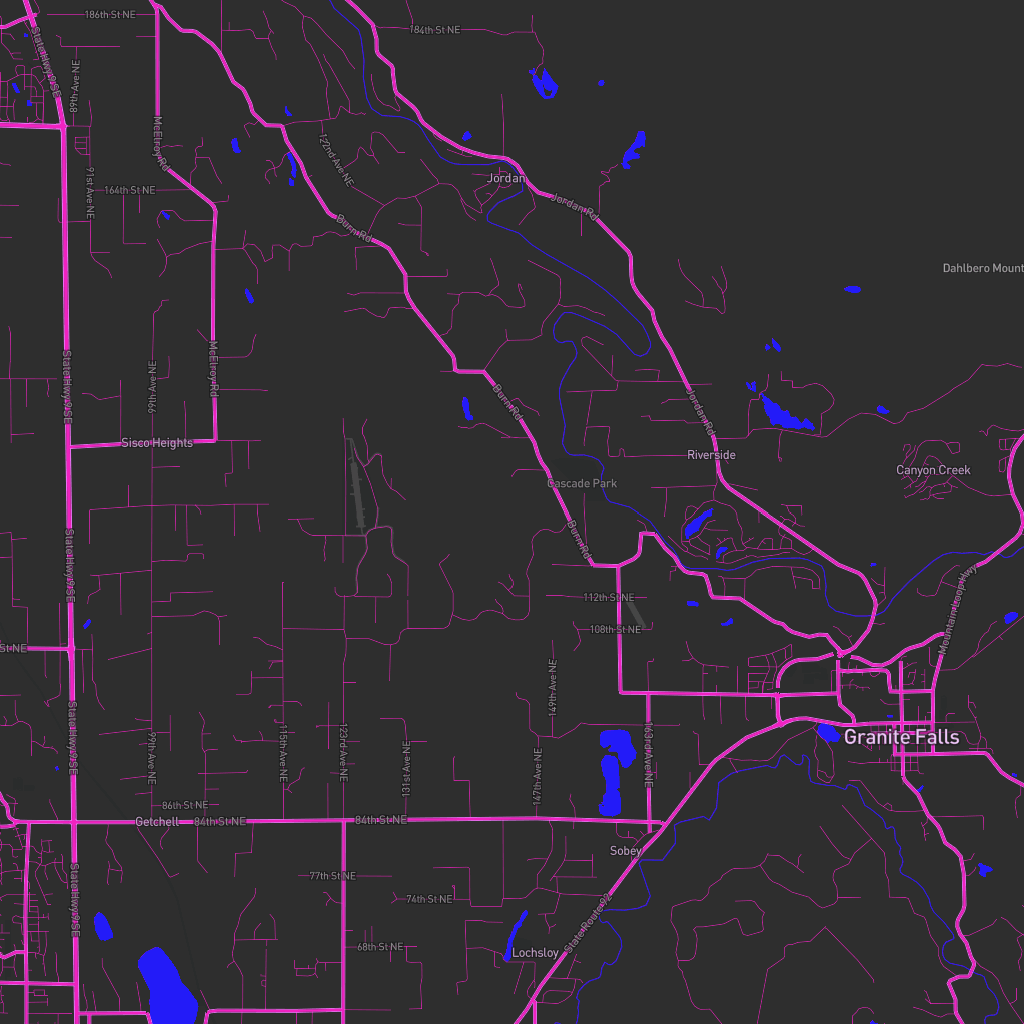 186th St NE
184th St NE
State Hwy 9 SE
89th Ave NE
McElroy Rd
122nd Ave NE
91st Ave NE
164th St NE
Jordan
Jordan Rd
Burn Rd
Dahlbero Mount
State Hwy 9 SE
99th Ave NE
McElroy Rd
Burn Rd
Jordan Rd
Sisco Heights
Riverside
Canyon Creek
Cascade Park
State Hwy 9 SE
Burn Rd
112th St NE
Mountain Loop Hwy
108th St NE
St NE
149th Ave NE
State Hwy 9 SE
99th Ave NE
115th Ave NE
123rd Ave NE
131st Ave NE
147th Ave NE
163rd Ave NE
Granite Falls
86th St NE
Getchell
84th St NE
84th St NE
Sobey
State Hwy 9 SE
77th St NE
74th St NE
State Route 92
68th St NE
Lochsloy